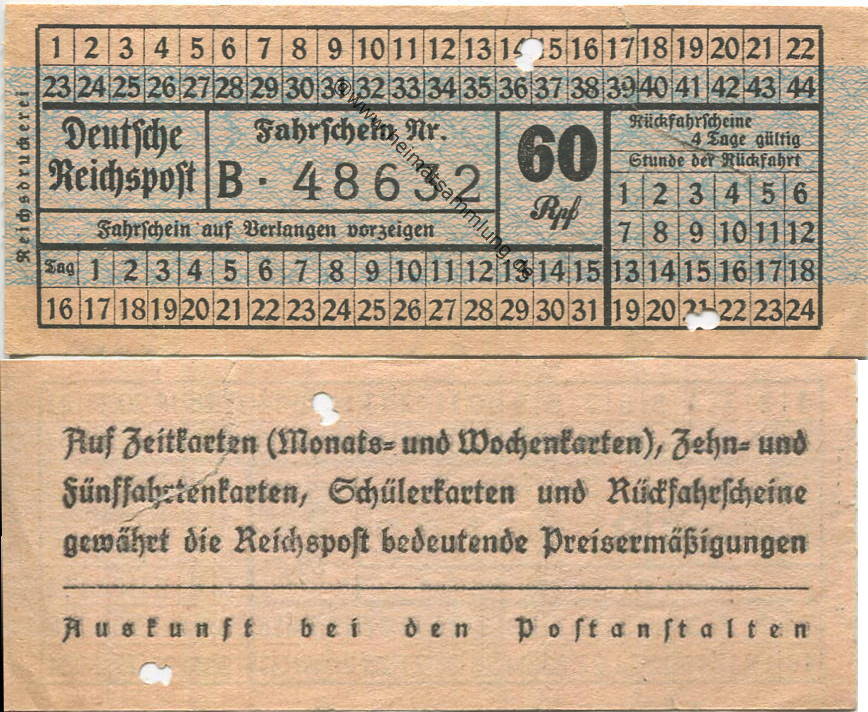 1 2 3 4 5 6 7 8 9 10 11 12 13 14 15 16 17 18 19 20 21 22
23 24 25 26 27 28 29 30 31 32 33 34 35 36 37 38 39 40 41 42 43 44
Reichsdruckerei
Deutsche
Reichspost
Fahrschein Nr.
B · 48632
60
Rpf
Fahrschein auf Verlangen vorzeigen
Rückfahrscheine
4 Tage gültig
Stunde der Rückfahrt
1 2 3 4 5 6
7 8 9 10 11 12
Tag 1 2 3 4 5 6 7 8 9 10 11 12 13 14 15
13 14 15 16 17 18
16 17 18 19 20 21 22 23 24 25 26 27 28 29 30 31
19 20 21 22 23 24
©www.heimatsammlung.de
Auf Zeitkarten (Monats- und Wochenkarten), Zehn- und
Fünffahrtenkarten, Schülerkarten und Rückfahrscheine
gewährt die Reichspost bedeutende Preisermäßigungen
Auskunft bei den Postanstalten